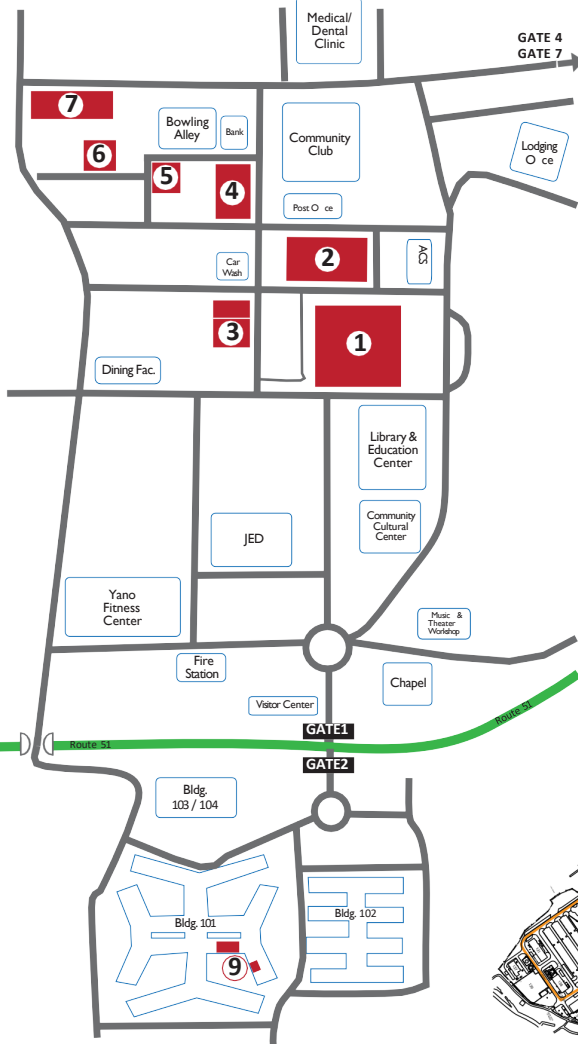 Medical/
Dental
Clinic
GATE 4
GATE 7
7
Bowling
Alley
Bank
Community
Club
Lodging
O ce
6
5
4
Post O ce
2
ACS
Car
Wash
3
1
Dining Fac.
Library &
Education
Center
Community
Cultural
Center
JED
Yano
Fitness
Center
Music &
Theater
Workshop
Fire
Station
Chapel
Visitor Center
GATE1
Route 51
Route 51
GATE2
Bldg.
103 / 104
Bldg. 101
Bldg. 102
9